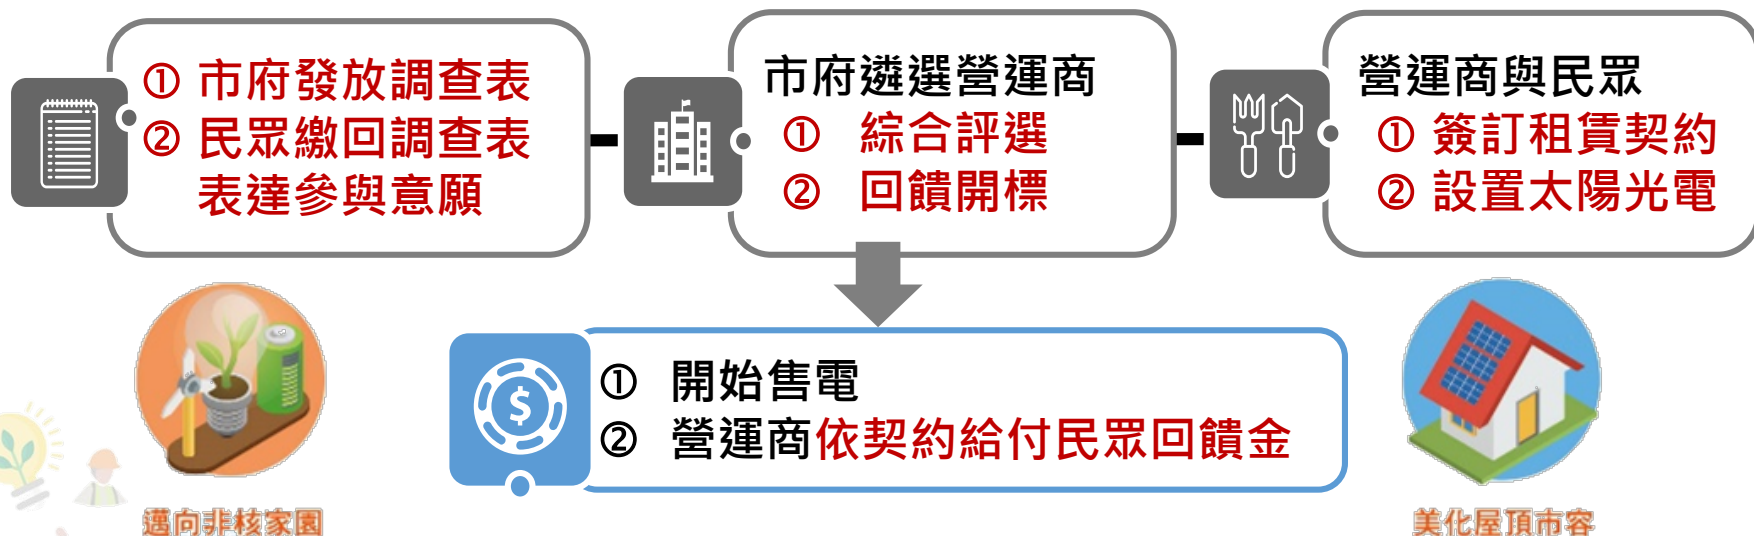 ① 市府發放調查表
② 民眾繳回調查表
表達參與意願
市府遴選營運商
① 綜合評選
② 回饋開標
營運商與民眾
① 簽訂租賃契約
② 設置太陽光電
① 開始售電
② 營運商依契約給付民眾回饋金
$
邁向非核家園
美化屋頂市容